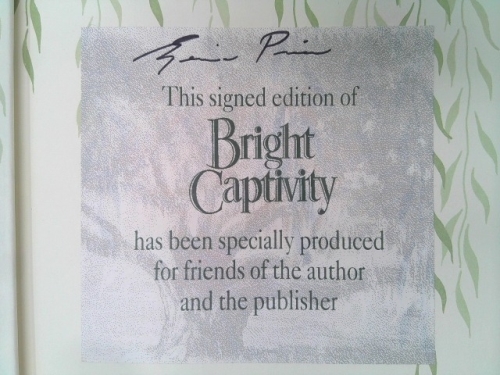 This signed edition of
Bright
Captivity
has been specially produced
for friends of the author
and the publisher